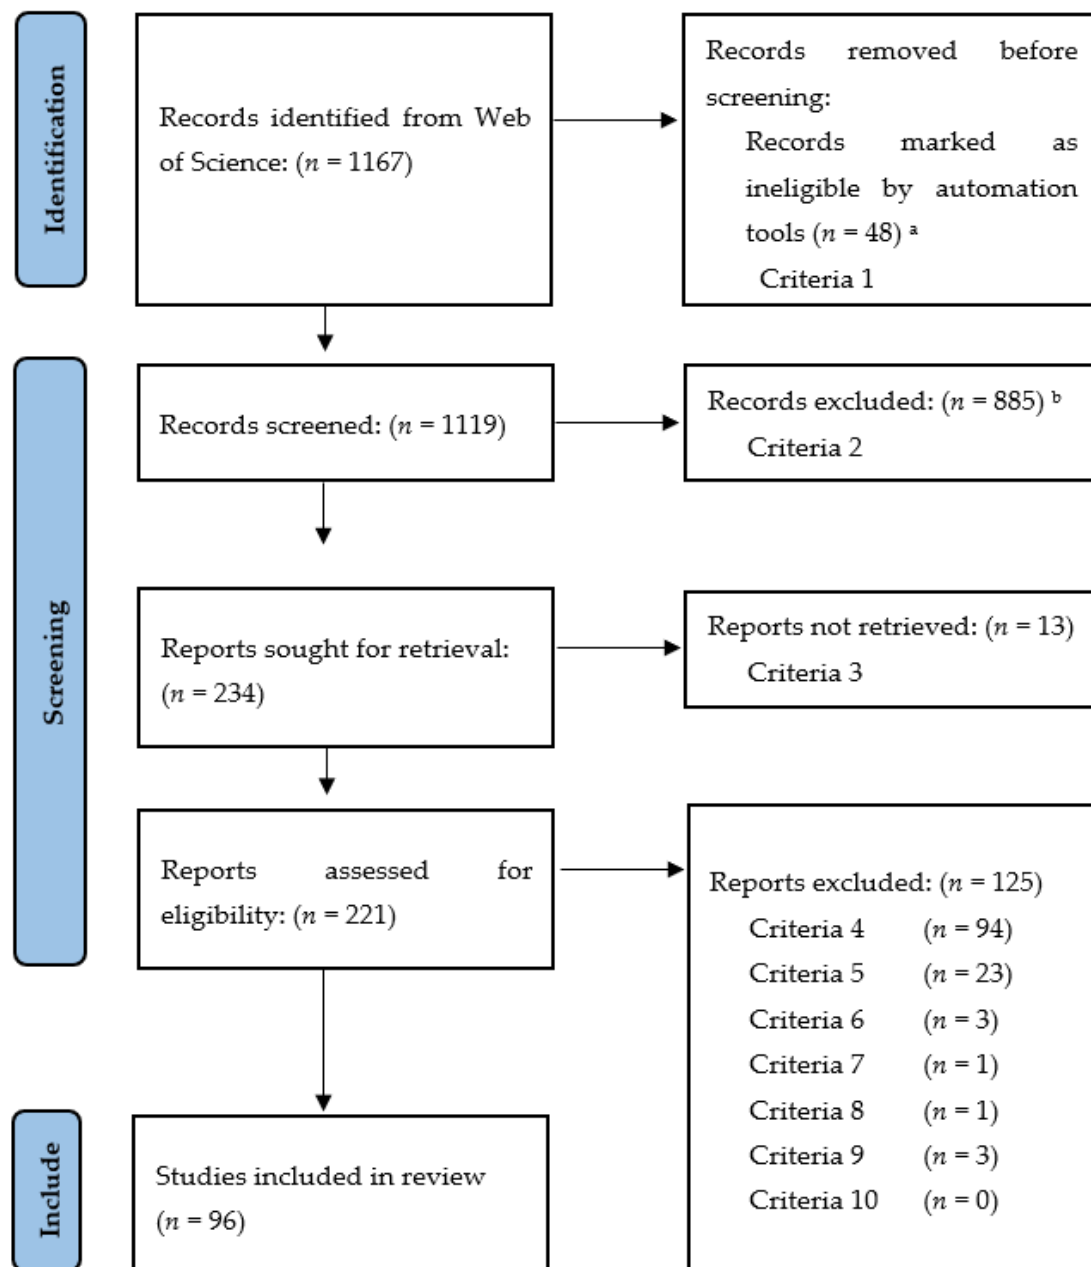 Identification
Records identified from Web
of Science: (n = 1167)
Records removed before
screening:
Records marked as
ineligible by automation
tools (n = 48) ᵃ
Criteria 1
Screening
Records screened: (n = 1119)
Records excluded: (n = 885) ᵇ
Criteria 2
Reports sought for retrieval:
(n = 234)
Reports not retrieved: (n = 13)
Criteria 3
Reports assessed for
eligibility: (n = 221)
Reports excluded: (n = 125)
Criteria 4 (n = 94)
Criteria 5 (n = 23)
Criteria 6 (n = 3)
Criteria 7 (n = 1)
Criteria 8 (n = 1)
Criteria 9 (n = 3)
Criteria 10 (n = 0)
Include
Studies included in review
(n = 96)